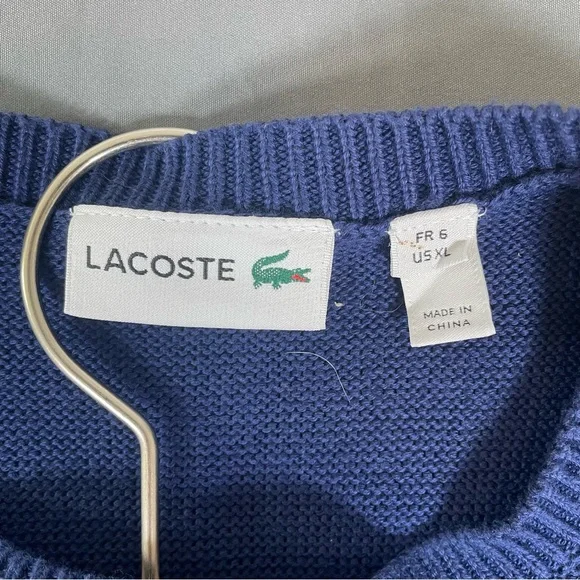 LACOSTE
FR 6
US XL
MADE IN
CHINA